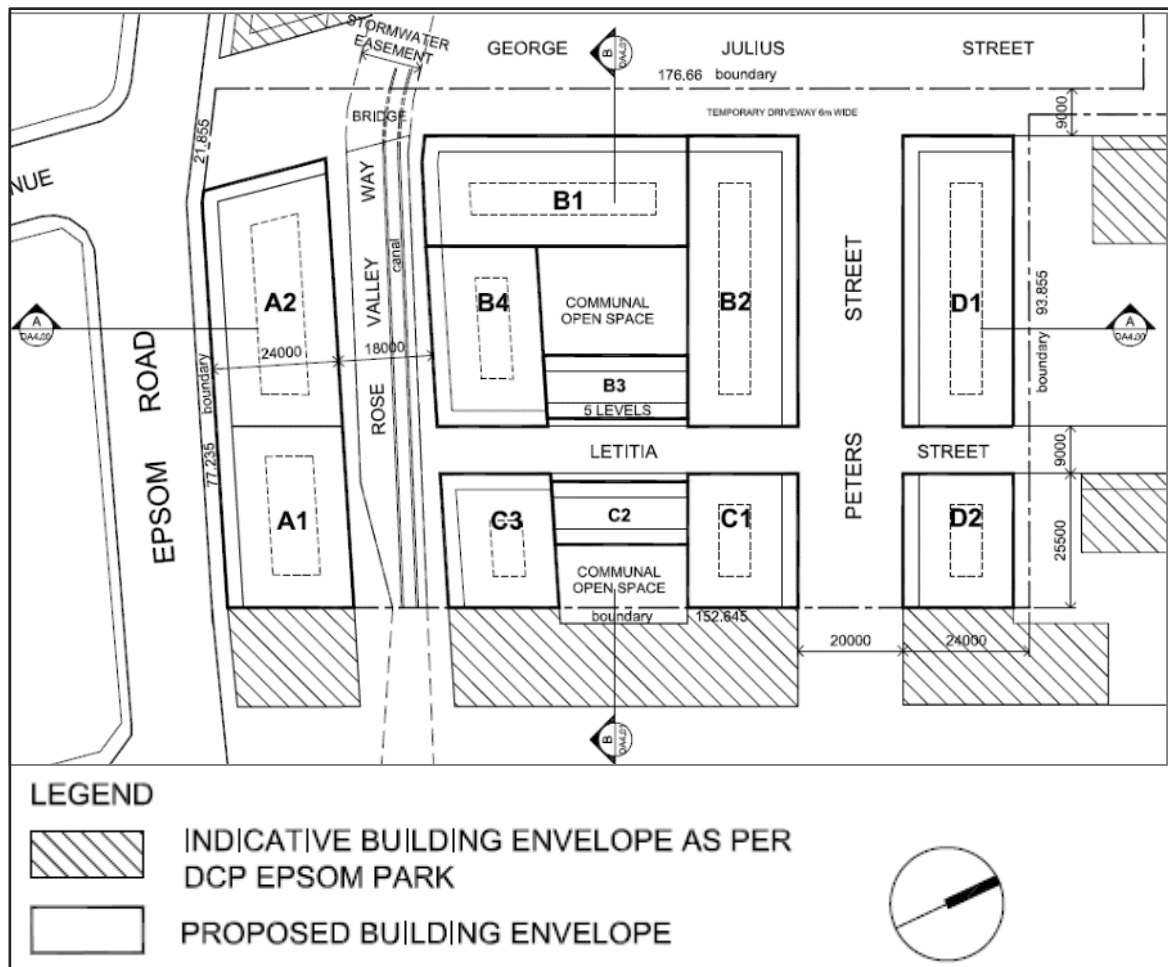 STORMWATER
EASEMENT
GEORGE JULIUS STREET
B
DA4.01
176.66 boundary
BRIDGE
TEMPORARY DRIVEWAY 6m WIDE
9000
21.855
NUE
WAY
VALLEY
ROSE
canal
B1
A2
B4
COMMUNAL
OPEN SPACE
B2
STREET
D1
93.855
boundary
A
DA4.00
A
DA4.00
24000
18000
boundary
EPSOM ROAD
B3
5 LEVELS
77.235
LETITIA
PETERS
STREET
9000
A1
C3
C2
C1
D2
25500
COMMUNAL
OPEN SPACE
boundary 152.645
20000
24000
B
DA4.01
LEGEND
INDICATIVE BUILDING ENVELOPE AS PER
DCP EPSOM PARK
PROPOSED BUILDING ENVELOPE